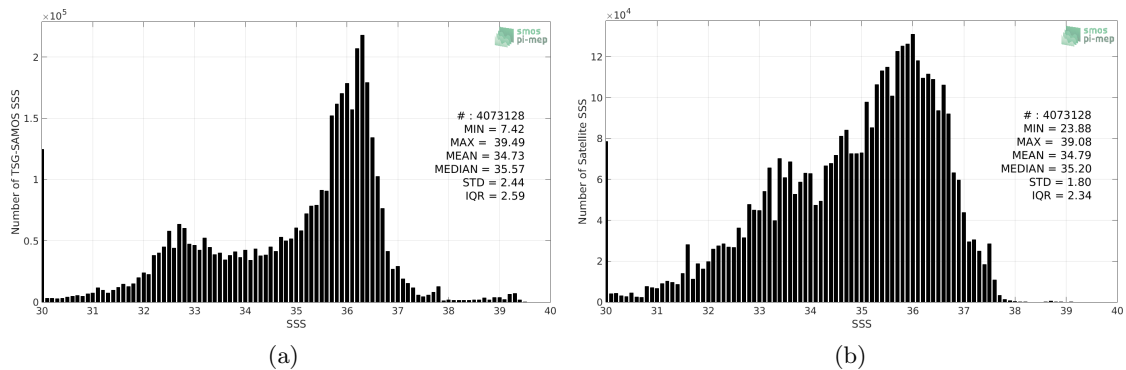 ×10⁵
smos
pi-mep
Number of TSG-SAMOS SSS
2
1.5
1
0.5
0
# : 4073128
MIN = 7.42
MAX = 39.49
MEAN = 34.73
MEDIAN = 35.57
STD = 2.44
IQR = 2.59
30 31 32 33 34 35 36 37 38 39 40
SSS
(a)
×10⁴
smos
pi-mep
Number of Satellite SSS
12
10
8
6
4
2
0
# : 4073128
MIN = 23.88
MAX = 39.08
MEAN = 34.79
MEDIAN = 35.20
STD = 1.80
IQR = 2.34
30 31 32 33 34 35 36 37 38 39 40
SSS
(b)